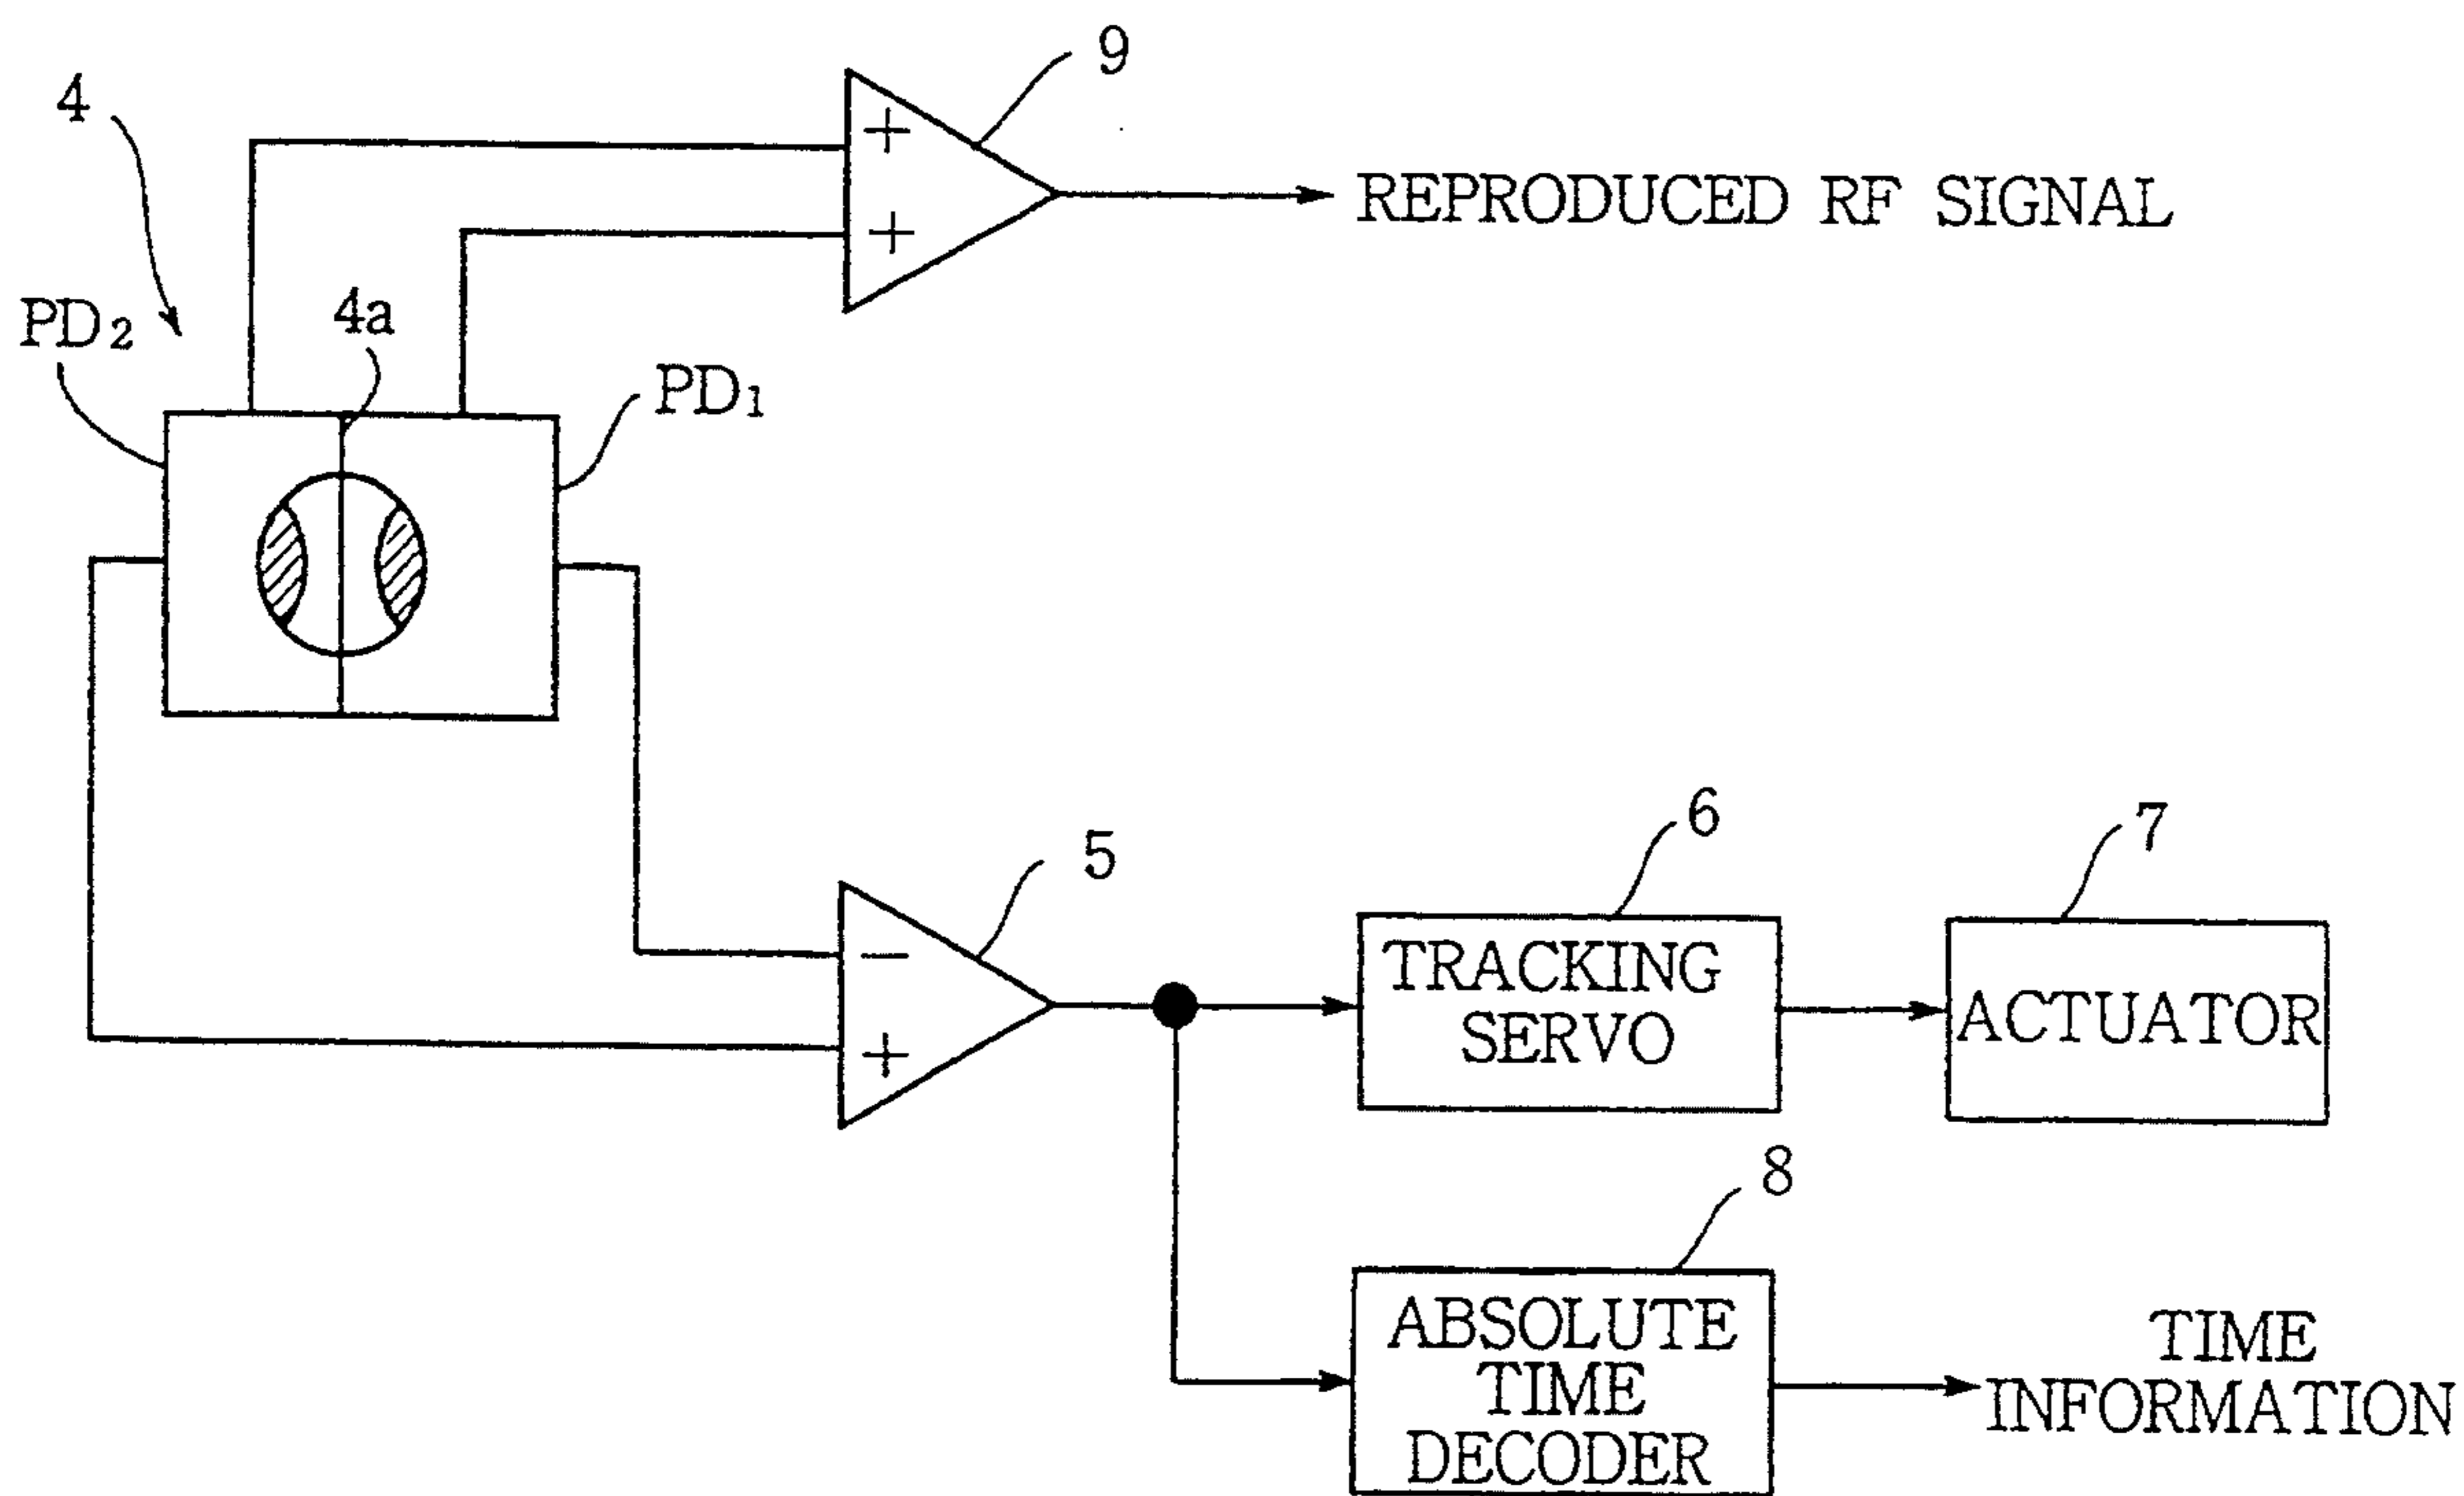 9
4
+
REPRODUCED RF SIGNAL
+
PD₂
4a
PD₁
6
7
5
−
TRACKING
SERVO
ACTUATOR
+
8
ABSOLUTE
TIME
DECODER
TIME
INFORMATION